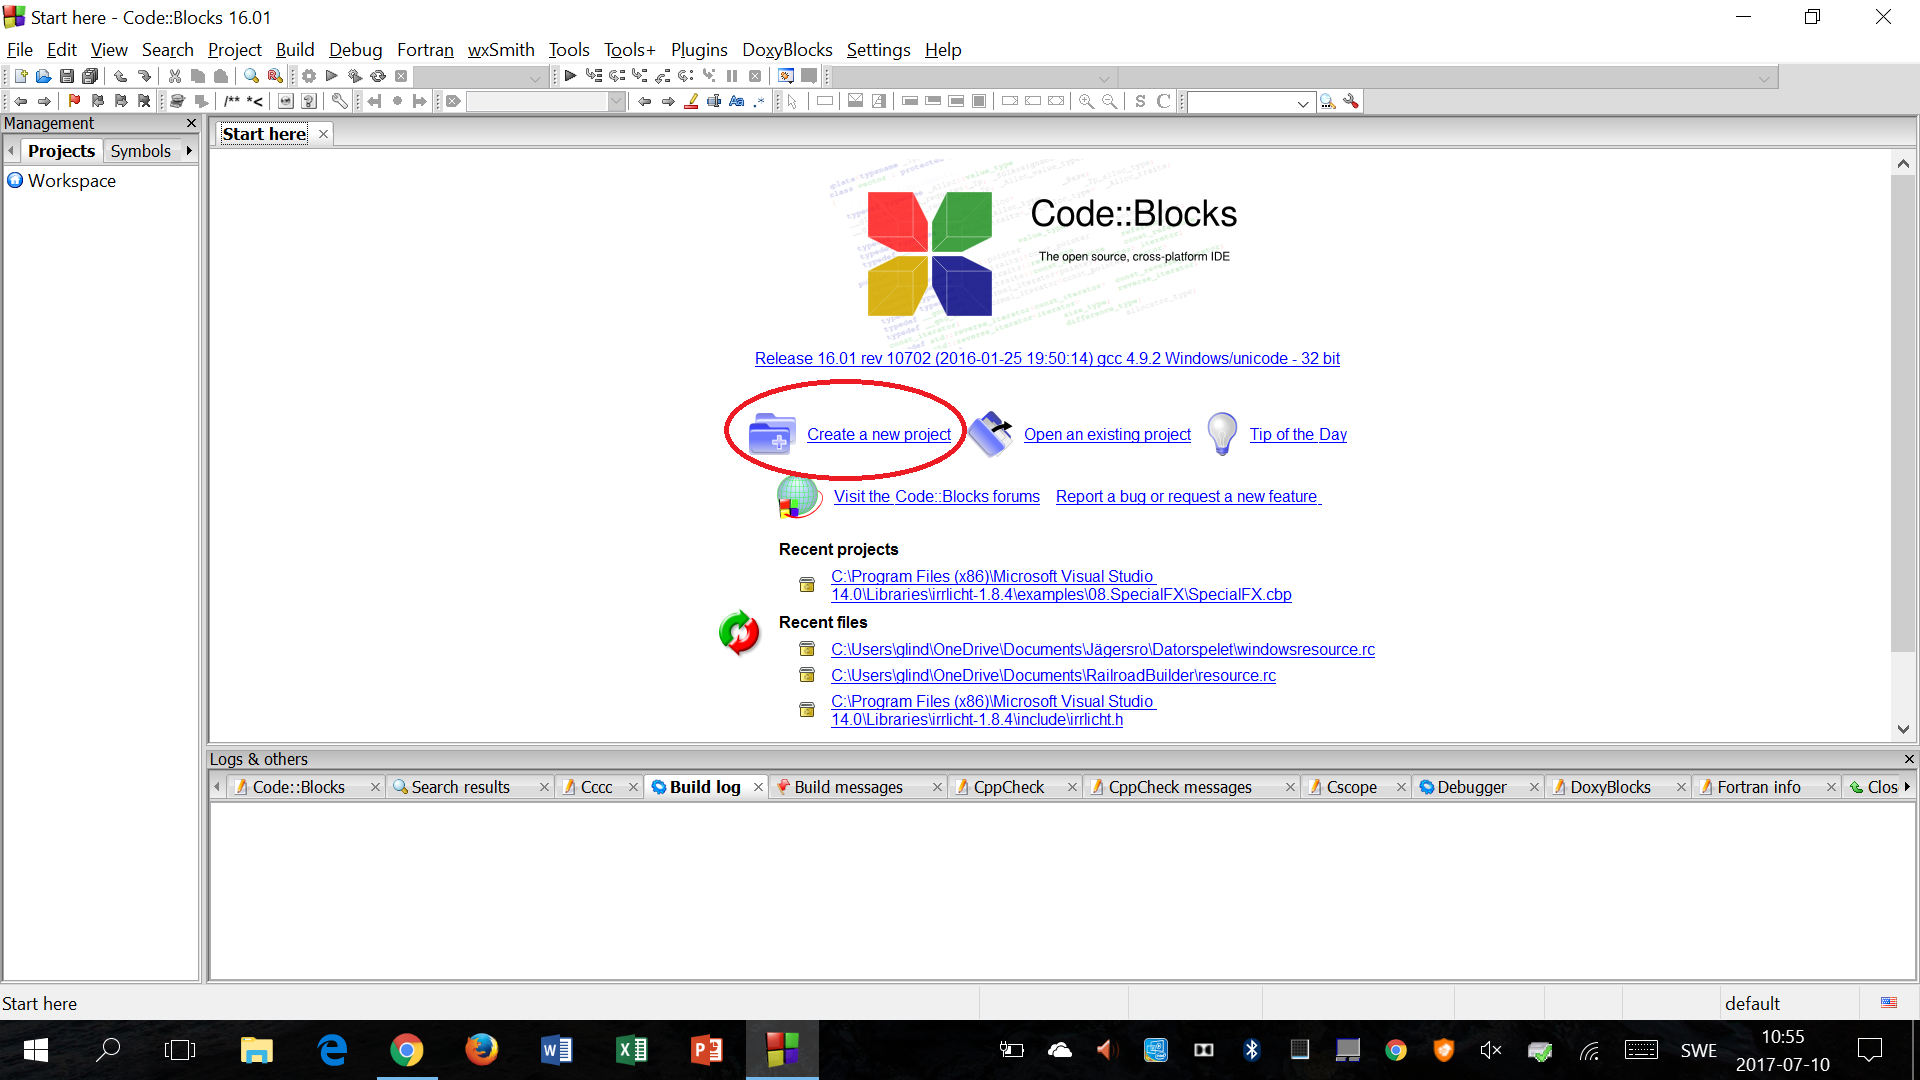 Start here - Code::Blocks 16.01
File Edit View Search Project Build Debug Fortran wxSmith Tools Tools+ Plugins DoxyBlocks Settings Help
/** *<
Aa .*
S C
Management
Projects Symbols
Workspace
Start here
Code::Blocks
The open source, cross-platform IDE
Release 16.01 rev 10702 (2016-01-25 19:50:14) gcc 4.9.2 Windows/unicode - 32 bit
Create a new project Open an existing project Tip of the Day
Visit the Code::Blocks forums Report a bug or request a new feature
Recent projects
C:\Program Files (x86)\Microsoft Visual Studio
14.0\Libraries\irrlicht-1.8.4\examples\08.SpecialFX\SpecialFX.cbp
Recent files
C:\Users\glind\OneDrive\Documents\Jägersro\Datorspelet\windowsresource.rc
C:\Users\glind\OneDrive\Documents\RailroadBuilder\resource.rc
C:\Program Files (x86)\Microsoft Visual Studio
14.0\Libraries\irrlicht-1.8.4\include\irrlicht.h
Logs & others
Code::Blocks Search results Cccc Build log Build messages CppCheck CppCheck messages Cscope Debugger DoxyBlocks Fortran info Clos
Start here default
SWE
10:55
2017-07-10